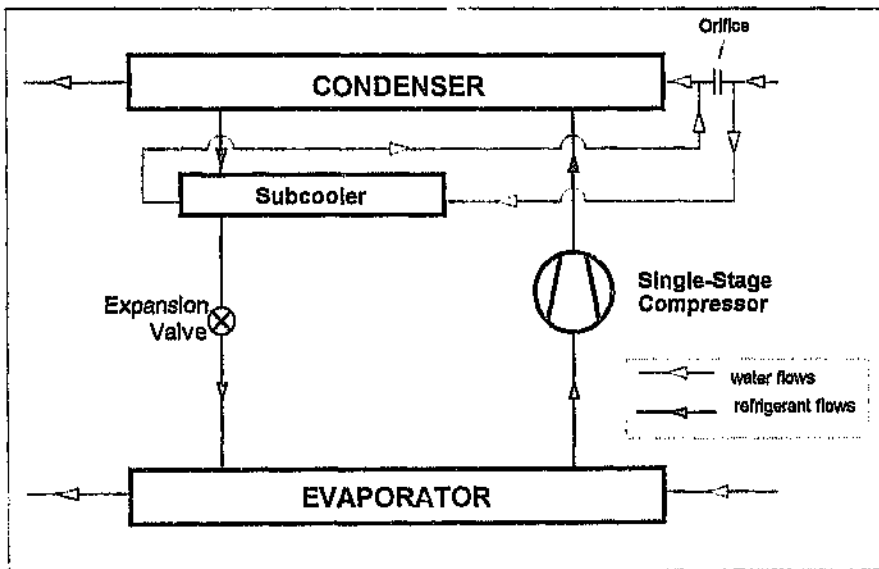 Orifice
CONDENSER
Subcooler
Expansion
Valve
Single-Stage
Compressor
water flows
refrigerant flows
EVAPORATOR